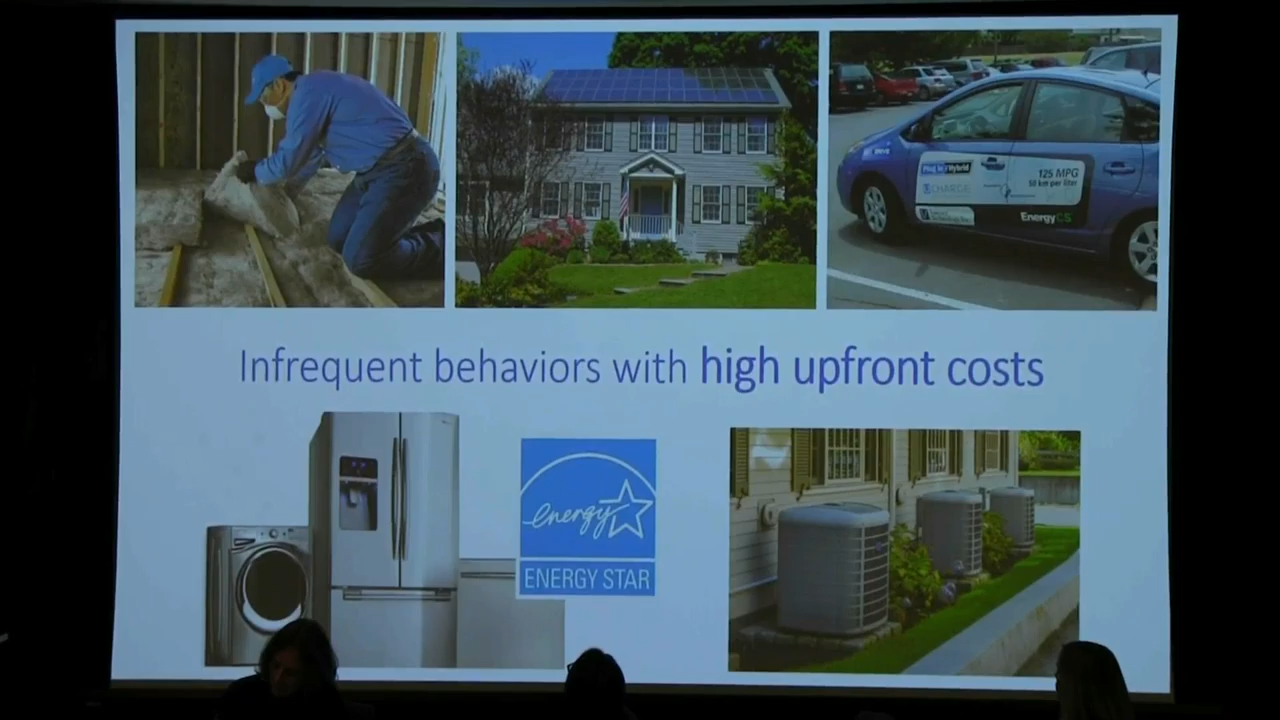 Plug In Hybrid
125 MPG
50 km per liter
EnergyCS
Infrequent behaviors with high upfront costs
energy
ENERGY STAR